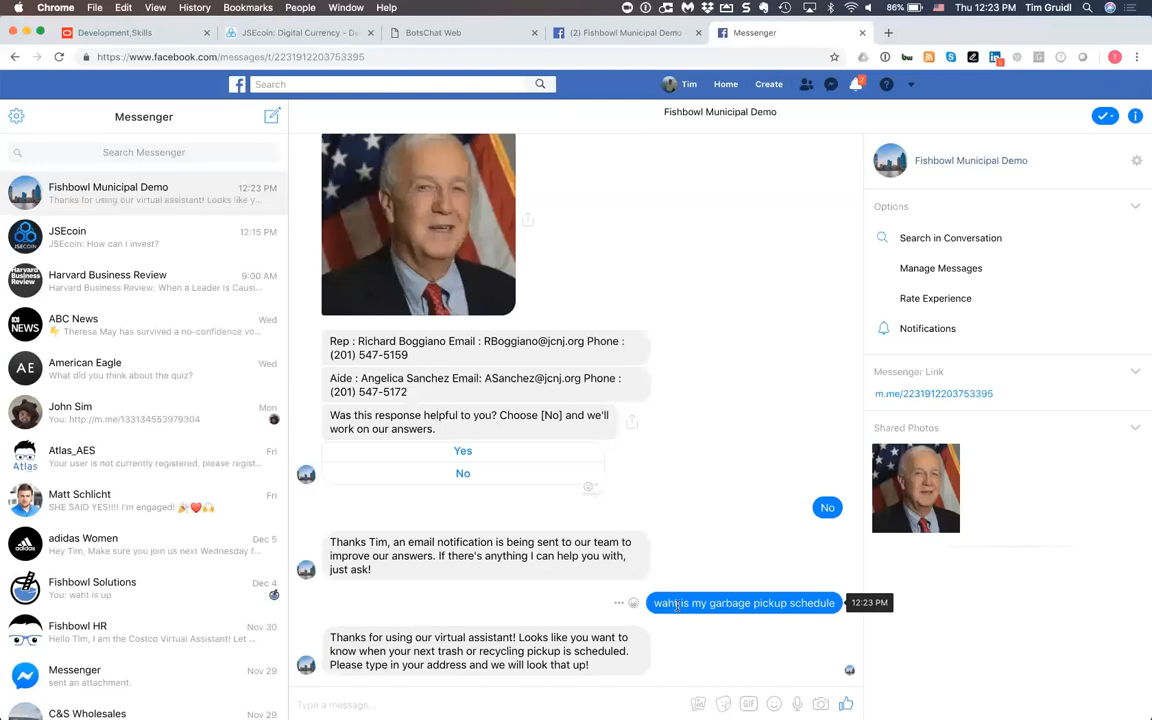 Chrome File Edit View History Bookmarks People Window Help
86% Thu 12:23 PM Tim Gruidl
Development,Skills
JSEcoin: Digital Currency - De
BotsChat Web
(2) Fishbowl Municipal Demo
Messenger
https://www.facebook.com/messages/t/2231912203753395
Search
Tim Home Create
2
Messenger
Search Messenger
Fishbowl Municipal Demo 12:23 PM
Thanks for using our virtual assistant! Looks like y…
JSEcoin 12:15 PM
JSEcoin: How can I invest?
Harvard Business Review 9:00 AM
Harvard Business Review: When a Leader Is Causi…
ABC News Wed
Theresa May has survived a no-confidence vo…
American Eagle Wed
What did you think about the quiz?
John Sim Mon
You: http://m.me/133134553979304
Atlas_AES Fri
Your user is not currently registered, please regist…
Matt Schlicht Fri
SHE SAID YES!!!! I'm engaged!
adidas Women Dec 5
Hey Tim, Make sure you join us next Wednesday f…
Fishbowl Solutions Dec 4
You: waht is up
Fishbowl HR Nov 30
Hello Tim, I am the Costco Virtual Assistant! Let …
Messenger Nov 29
sent an attachment.
C&S Wholesales Nov 29
Fishbowl Municipal Demo
Rep : Richard Boggiano Email : RBoggiano@jcnj.org Phone :
(201) 547-5159
Aide : Angelica Sanchez Email: ASanchez@jcnj.org Phone :
(201) 547-5172
Was this response helpful to you? Choose [No] and we'll
work on our answers.
Yes
No
No
Thanks Tim, an email notification is being sent to our team to
improve our answers. If there's anything I can help you with,
just ask!
waht is my garbage pickup schedule
12:23 PM
Thanks for using our virtual assistant! Looks like you want to
know when your next trash or recycling pickup is scheduled.
Please type in your address and we will look that up!
Type a message...
GIF
Fishbowl Municipal Demo
Options
Search in Conversation
Manage Messages
Rate Experience
Notifications
Messenger Link
m.me/2231912203753395
Shared Photos